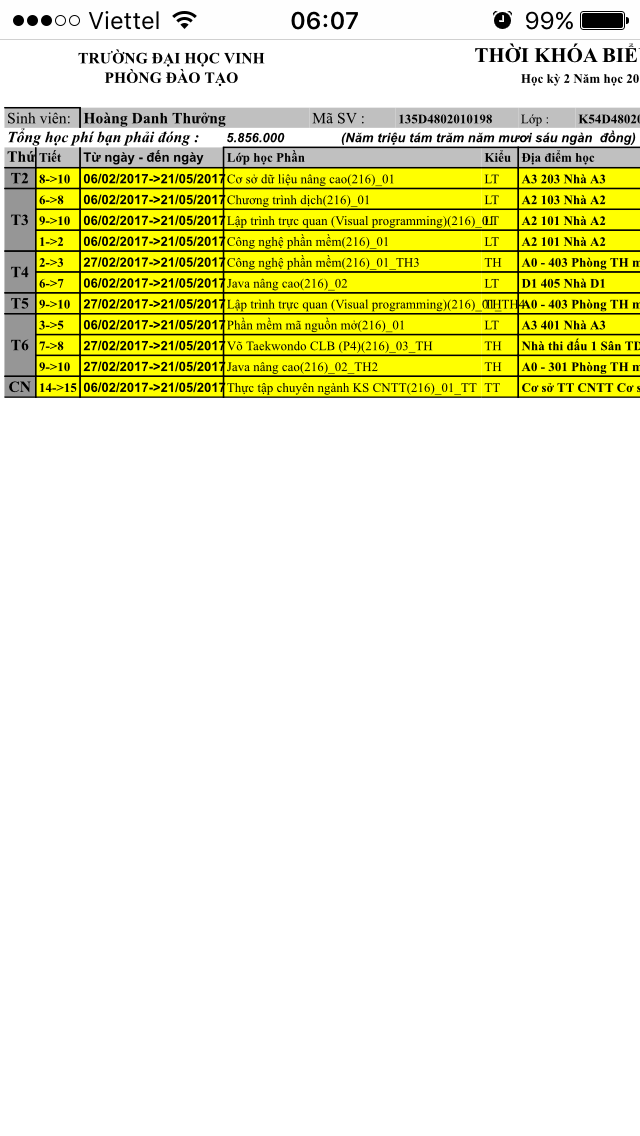 Viettel 06:07 99%
TRƯỜNG ĐẠI HỌC VINH THỜI KHÓA BIỂ
PHÒNG ĐÀO TẠO Học kỳ 2 Năm học 20
Sinh viên: Hoàng Danh Thưởng Mã SV : 135D4802010198 Lớp : K54D48020
Tổng học phí bạn phải đóng : 5.856.000 (Năm triệu tám trăm năm mươi sáu ngàn đồng)
Thứ Tiết Từ ngày - đến ngày Lớp học Phần Kiểu Địa điểm học
T2 8->10 06/02/2017->21/05/2017 Cơ sở dữ liệu nâng cao(216)_01 LT A3 203 Nhà A3
T3 6->8 06/02/2017->21/05/2017 Chương trình dịch(216)_01 LT A2 103 Nhà A2
9->10 06/02/2017->21/05/2017 Lập trình trực quan (Visual programming)(216)_0 LT A2 101 Nhà A2
1->2 06/02/2017->21/05/2017 Công nghệ phần mềm(216)_01 LT A2 101 Nhà A2
T4 2->3 27/02/2017->21/05/2017 Công nghệ phần mềm(216)_01_TH3 TH A0 - 403 Phòng TH m
6->7 06/02/2017->21/05/2017 Java nâng cao(216)_02 LT D1 405 Nhà D1
T5 9->10 27/02/2017->21/05/2017 Lập trình trực quan (Visual programming)(216)_01_TH4 TH A0 - 403 Phòng TH m
T6 3->5 06/02/2017->21/05/2017 Phần mềm mã nguồn mở(216)_01 LT A3 401 Nhà A3
7->8 27/02/2017->21/05/2017 Võ Taekwondo CLB (P4)(216)_03_TH TH Nhà thi đấu 1 Sân TD
9->10 27/02/2017->21/05/2017 Java nâng cao(216)_02_TH2 TH A0 - 301 Phòng TH m
CN 14->15 06/02/2017->21/05/2017 Thực tập chuyên ngành KS CNTT(216)_01_TT TT Cơ sở TT CNTT Cơ s